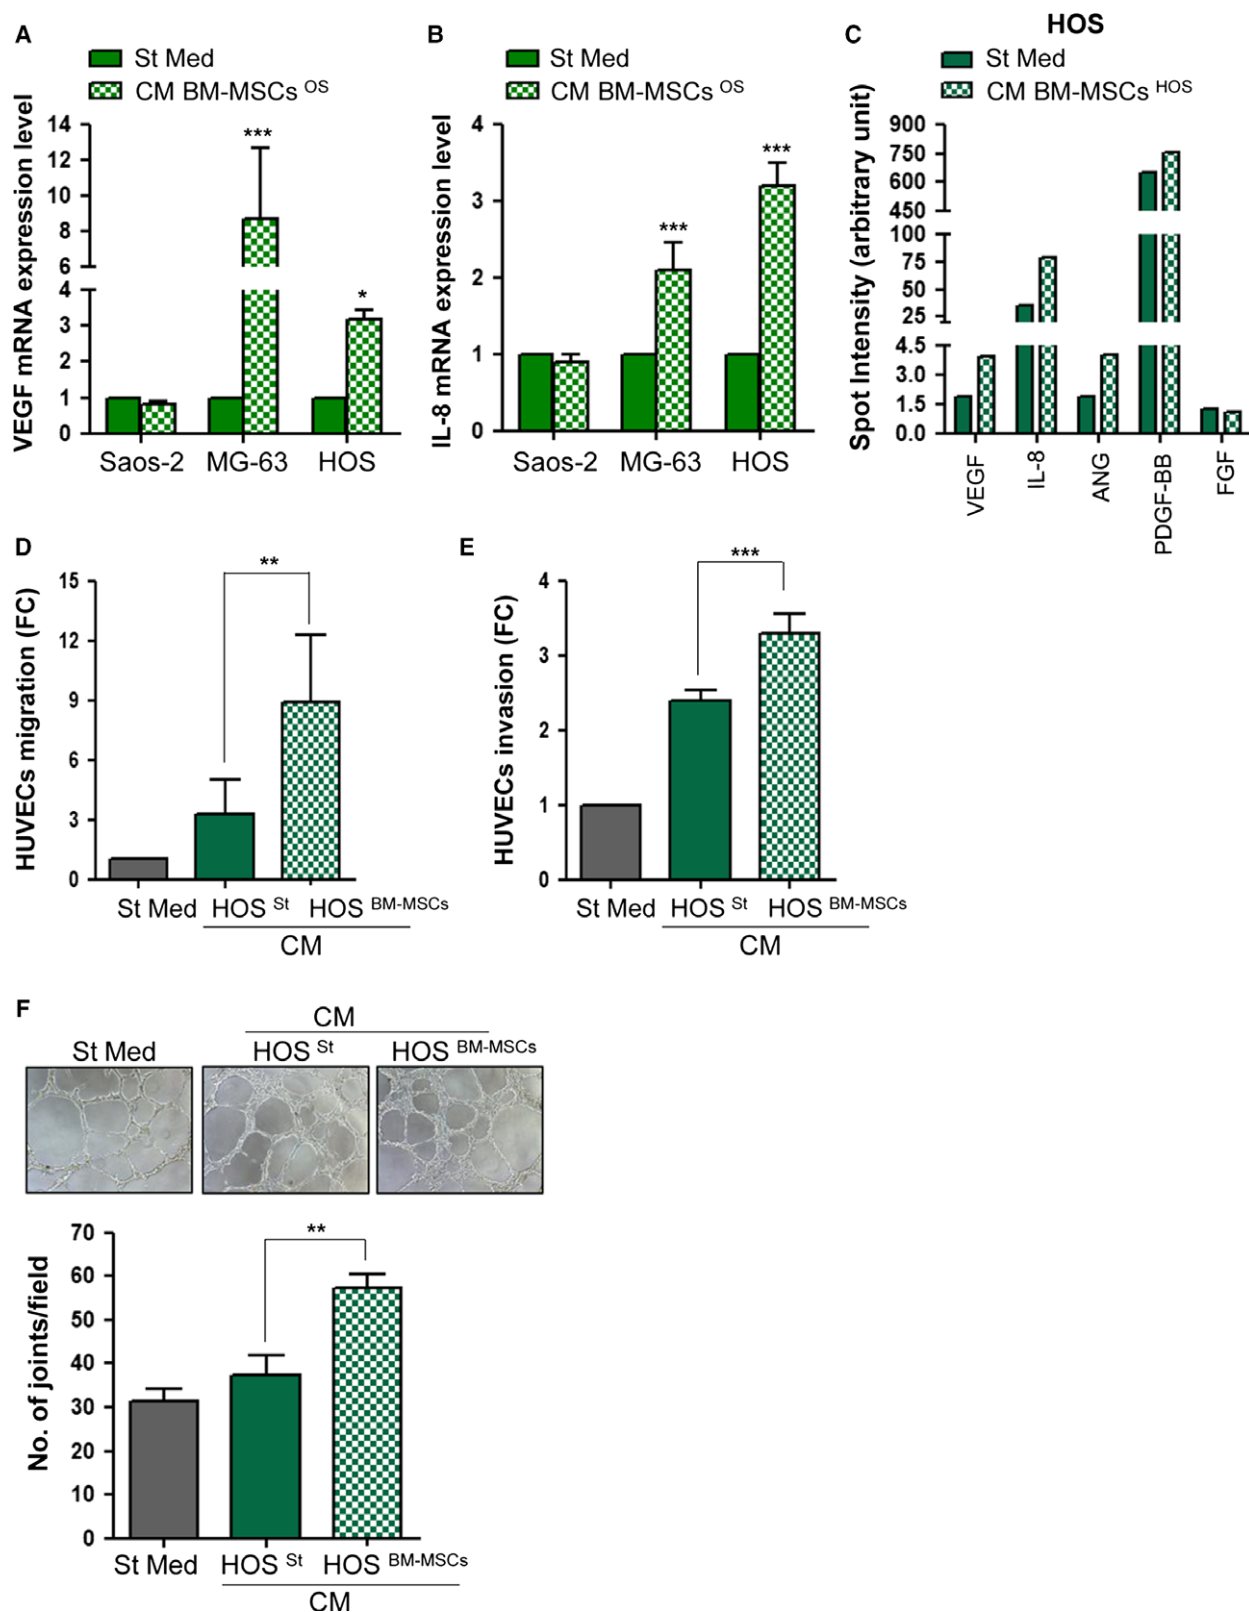 A
St Med
CM BM-MSCs OS
VEGF mRNA expression level
14
12
10
8
6
4
3
2
1
0
***
*
Saos-2 MG-63 HOS
B
St Med
CM BM-MSCs OS
IL-8 mRNA expression level
4
3
2
1
0
***
***
Saos-2 MG-63 HOS
C
HOS
St Med
CM BM-MSCs HOS
Spot Intensity (arbitrary unit)
900
750
600
450
100
75
50
25
4.5
3.0
1.5
0.0
VEGF
IL-8
ANG
PDGF-BB
FGF
D
HUVECs migration (FC)
15
12
9
6
3
0
**
St Med HOS St HOS BM-MSCs
CM
E
HUVECs invasion (FC)
4
3
2
1
0
***
St Med HOS St HOS BM-MSCs
CM
F
CM
St Med HOS St HOS BM-MSCs
No. of joints/field
70
60
50
40
30
20
10
0
**
St Med HOS St HOS BM-MSCs
CM